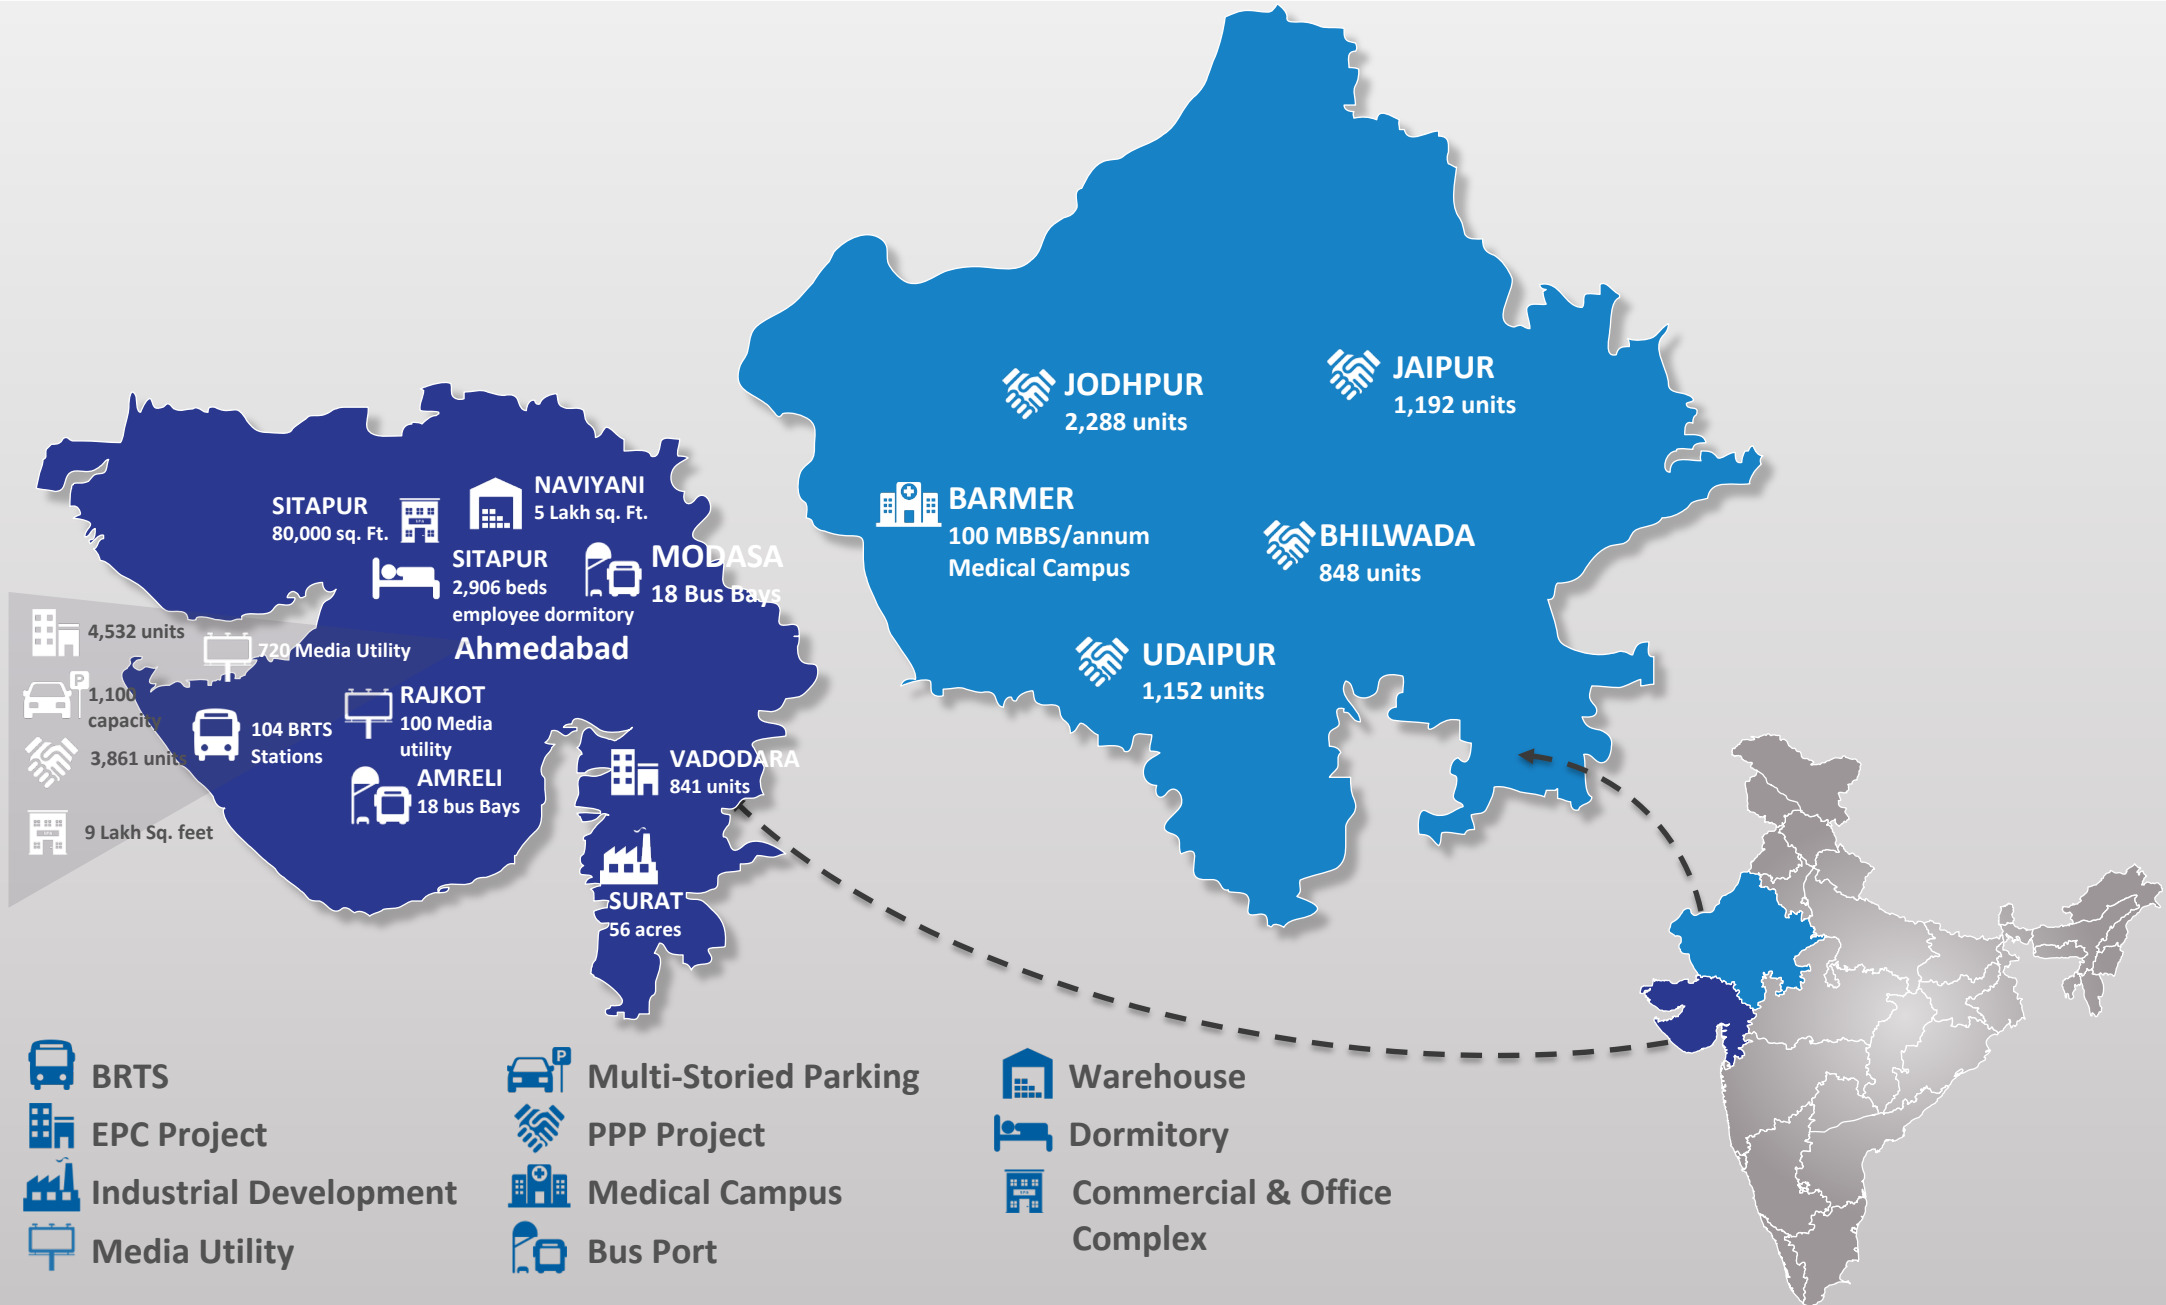 JODHPUR
2,288 units
JAIPUR
1,192 units
BARMER
100 MBBS/annum
Medical Campus
BHILWADA
848 units
UDAIPUR
1,152 units
SITAPUR
80,000 sq. Ft.
NAVIYANI
5 Lakh sq. Ft.
SITAPUR
2,906 beds
employee dormitory
MODASA
18 Bus Bays
Ahmedabad
4,532 units
720 Media Utility
1,100
capacity
104 BRTS
Stations
3,861 units
9 Lakh Sq. feet
RAJKOT
100 Media
utility
AMRELI
18 bus Bays
VADODARA
841 units
SURAT
56 acres
P
BRTS
EPC Project
Industrial Development
Media Utility
P
Multi-Storied Parking
PPP Project
Medical Campus
Bus Port
Warehouse
Dormitory
Commercial & Office
Complex